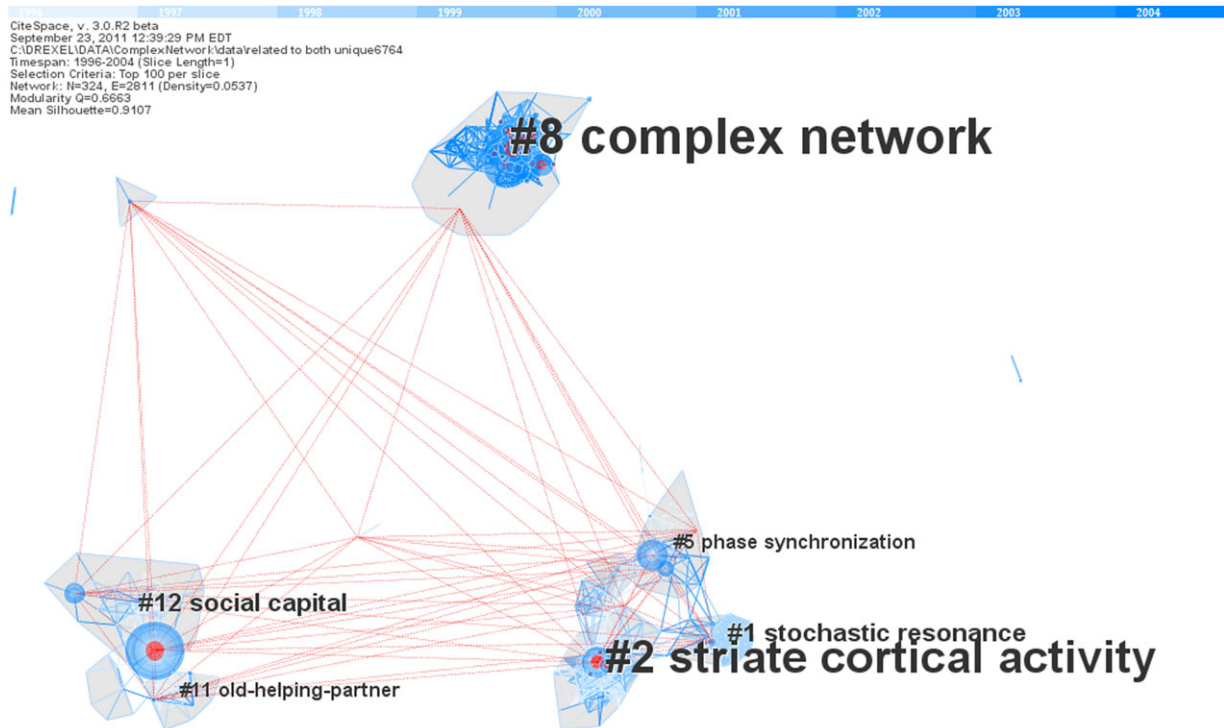 1996 1997 1998 1999 2000 2001 2002 2003 2004
CiteSpace, v. 3.0.R2 beta
September 23, 2011 12:39:29 PM EDT
C:\DREXEL\DATA\ComplexNetwork\data\related to both unique6764
Timespan: 1996-2004 (Slice Length=1)
Selection Criteria: Top 100 per slice
Network: N=324, E=2811 (Density=0.0537)
Modularity Q=0.6663
Mean Silhouette=0.9107
#8 complex network
#5 phase synchronization
#12 social capital
#1 stochastic resonance
#2 striate cortical activity
#11 old-helping-partner